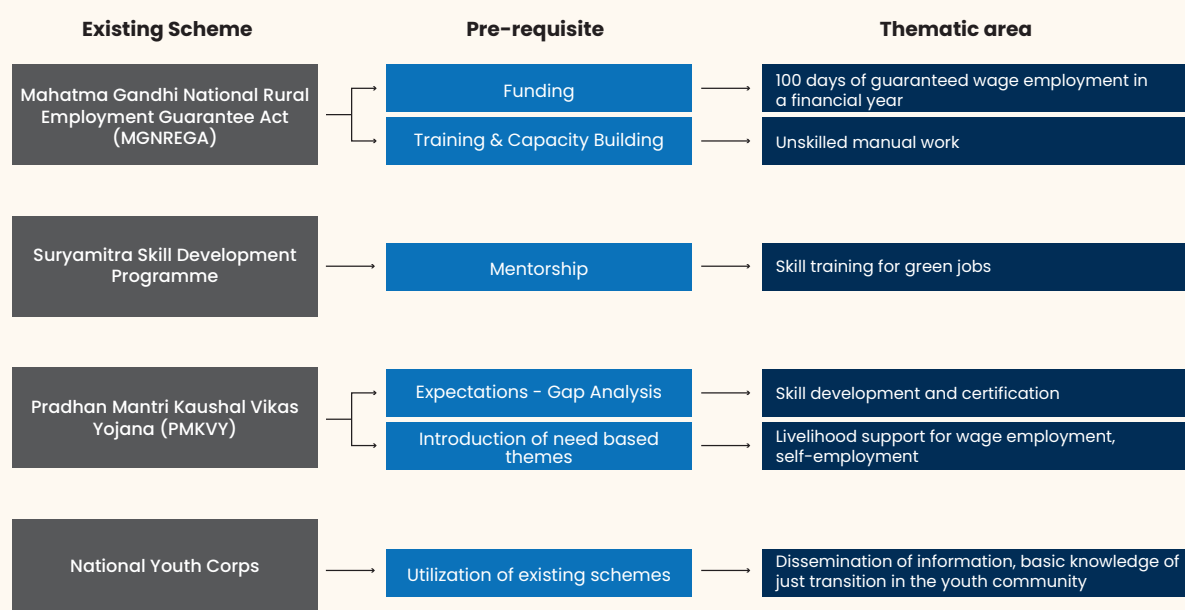 Existing Scheme
Pre-requisite
Thematic area
Mahatma Gandhi National Rural
Employment Guarantee Act
(MGNREGA)
Funding
100 days of guaranteed wage employment in
a financial year
Training & Capacity Building
Unskilled manual work
Suryamitra Skill Development
Programme
Mentorship
Skill training for green jobs
Pradhan Mantri Kaushal Vikas
Yojana (PMKVY)
Expectations - Gap Analysis
Skill development and certification
Introduction of need based
themes
Livelihood support for wage employment,
self-employment
National Youth Corps
Utilization of existing schemes
Dissemination of information, basic knowledge of
just transition in the youth community